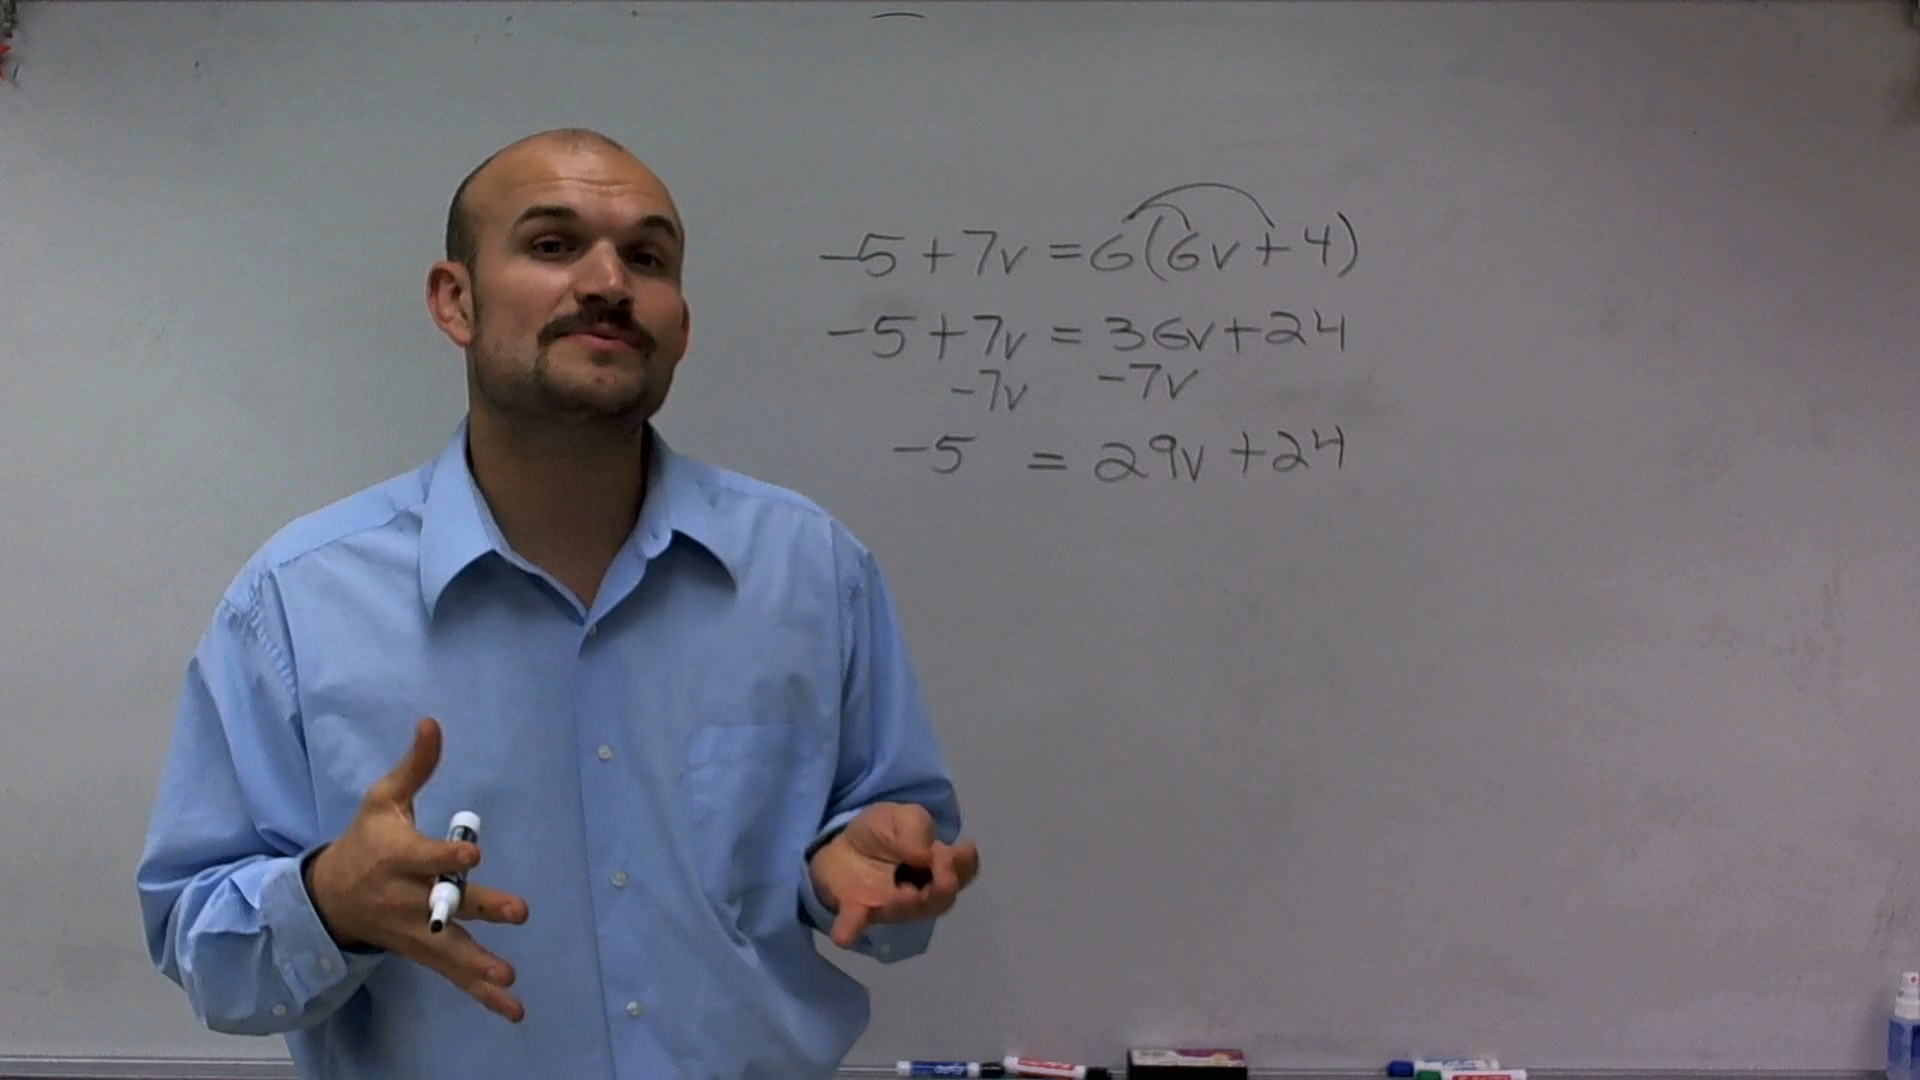 -5+7v=6(6v+4)
-5+7v=36v+24
-7v -7v
-5 = 29v+24